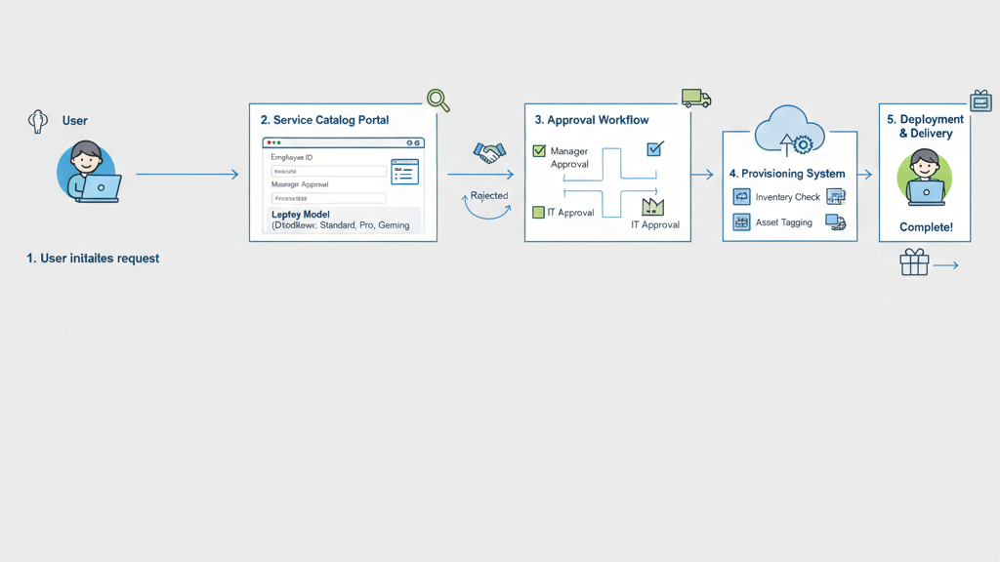 User
1. User initaites request
2. Service Catalog Portal
Employee ID
Manager Approval
Leptey Model
Standard, Pro, Geming
Rejected
3. Approval Workflow
Manager
Approval
IT Approval
IT Approval
4. Provisioning System
Inventory Check
Asset Tagging
5. Deployment
& Delivery
Complete!